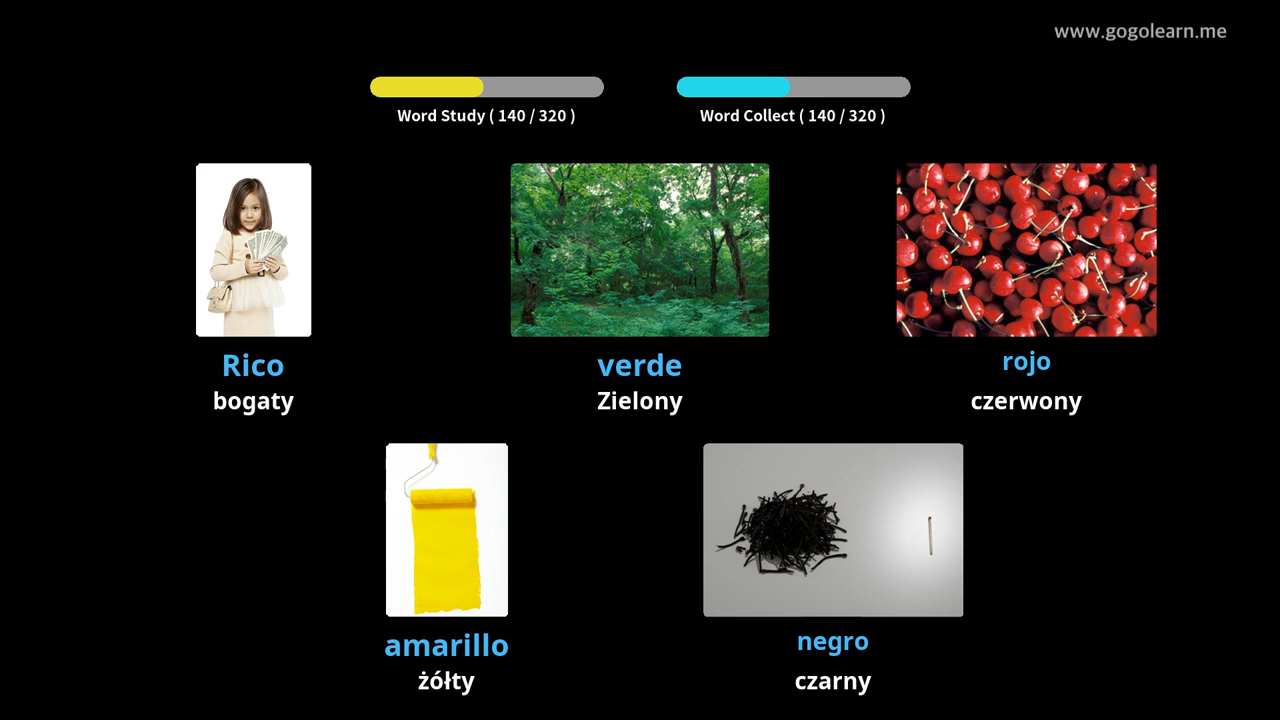 www.gogolearn.me
Word Study ( 140 / 320 )
Word Collect ( 140 / 320 )
Rico
bogaty
verde
Zielony
rojo
czerwony
amarillo
żółty
negro
czarny